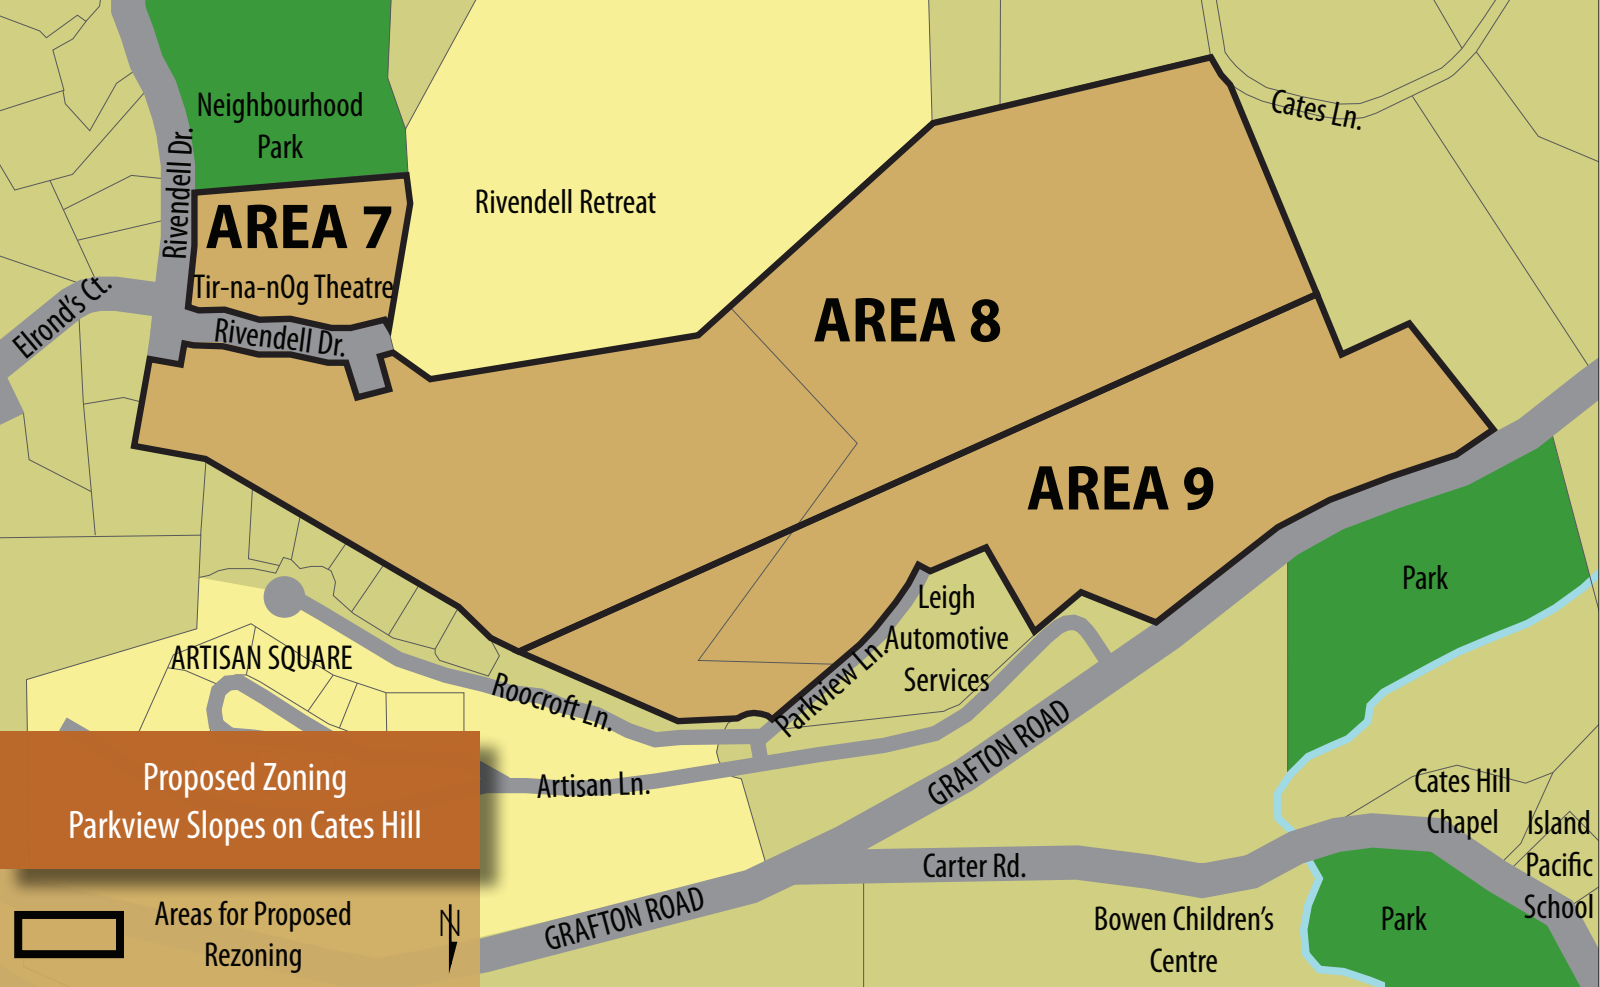 Neighbourhood
Park
Rivendell Dr.
AREA 7
Tir-na-nOg Theatre
Rivendell Dr.
Elrond's Ct.
Rivendell Retreat
Cates Ln.
AREA 8
AREA 9
Park
Leigh
Automotive
Services
Parkview Ln.
ARTISAN SQUARE
Roocroft Ln.
Artisan Ln.
GRAFTON ROAD
GRAFTON ROAD
Carter Rd.
Cates Hill
Chapel
Island
Pacific
School
Bowen Children's
Centre
Park
Proposed Zoning
Parkview Slopes on Cates Hill
Areas for Proposed
Rezoning
N